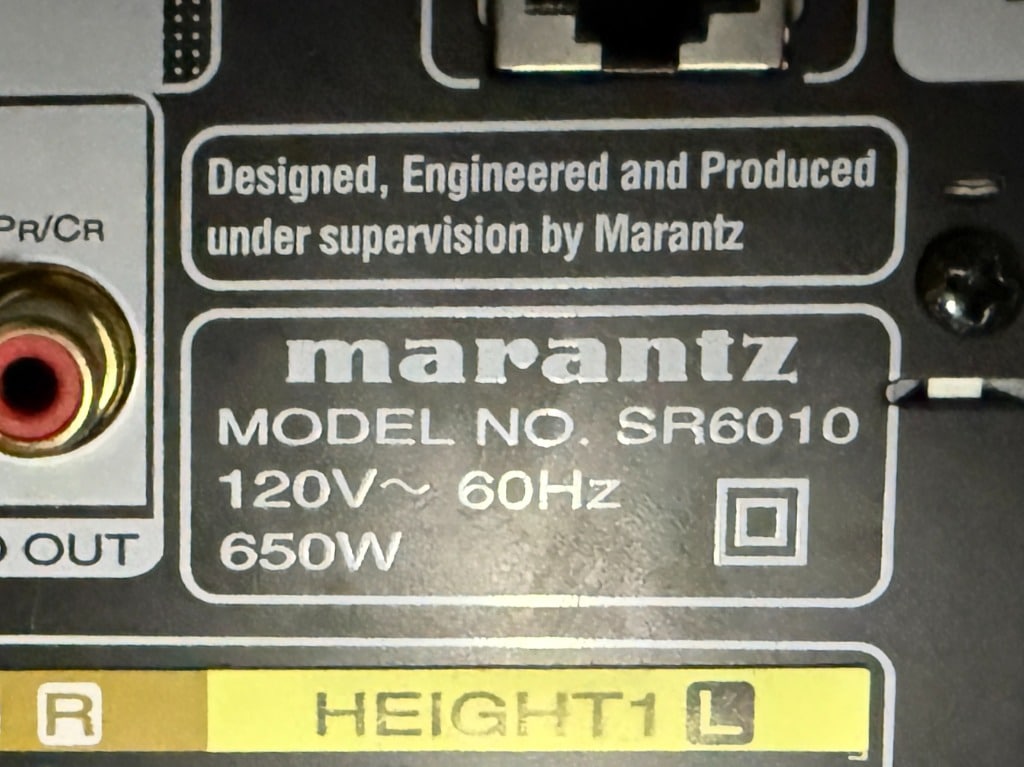 Designed, Engineered and Produced
under supervision by Marantz
PR/CR
marantz
MODEL NO. SR6010
120V~ 60Hz
650W
OUT
R
HEIGHT1 L